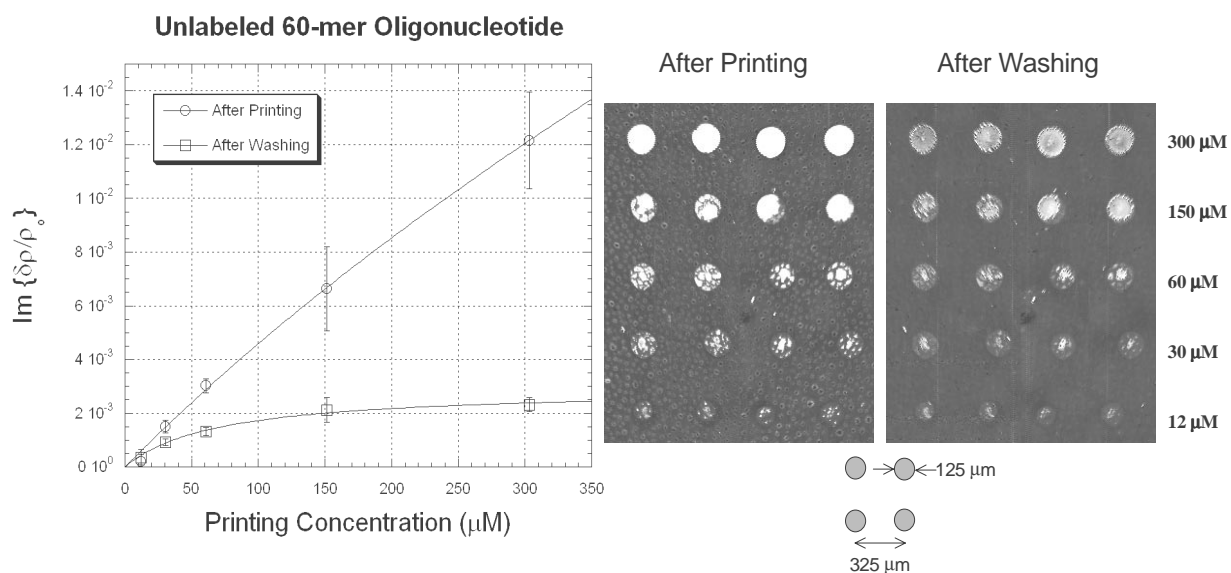 Unlabeled 60-mer Oligonucleotide
1.4 10⁻²
1.2 10⁻²
1 10⁻²
8 10⁻³
6 10⁻³
4 10⁻³
2 10⁻³
0 10⁰
Im {δρ/ρ₀}
After Printing
After Washing
0 50 100 150 200 250 300 350
Printing Concentration (μM)
After Printing
After Washing
300 μM
150 μM
60 μM
30 μM
12 μM
125 μm
325 μm